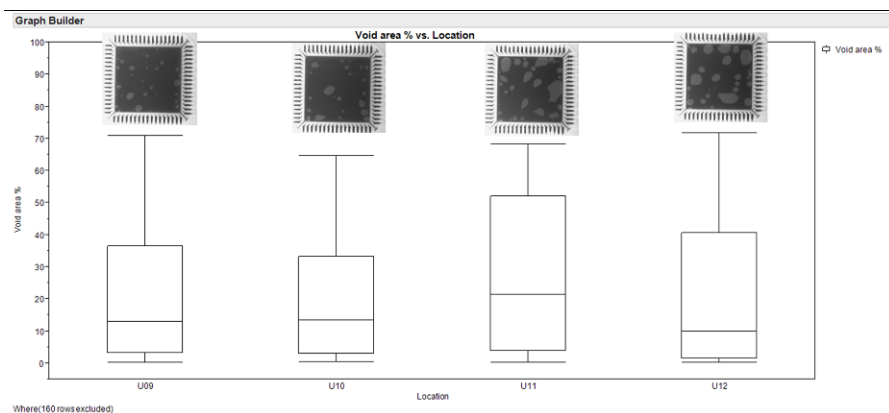 Graph Builder
Void area % vs. Location
Void area %
100
90
80
70
60
50
40
30
20
10
0
Void area %
U09
U10
U11
U12
Location
Where(160 rows excluded)